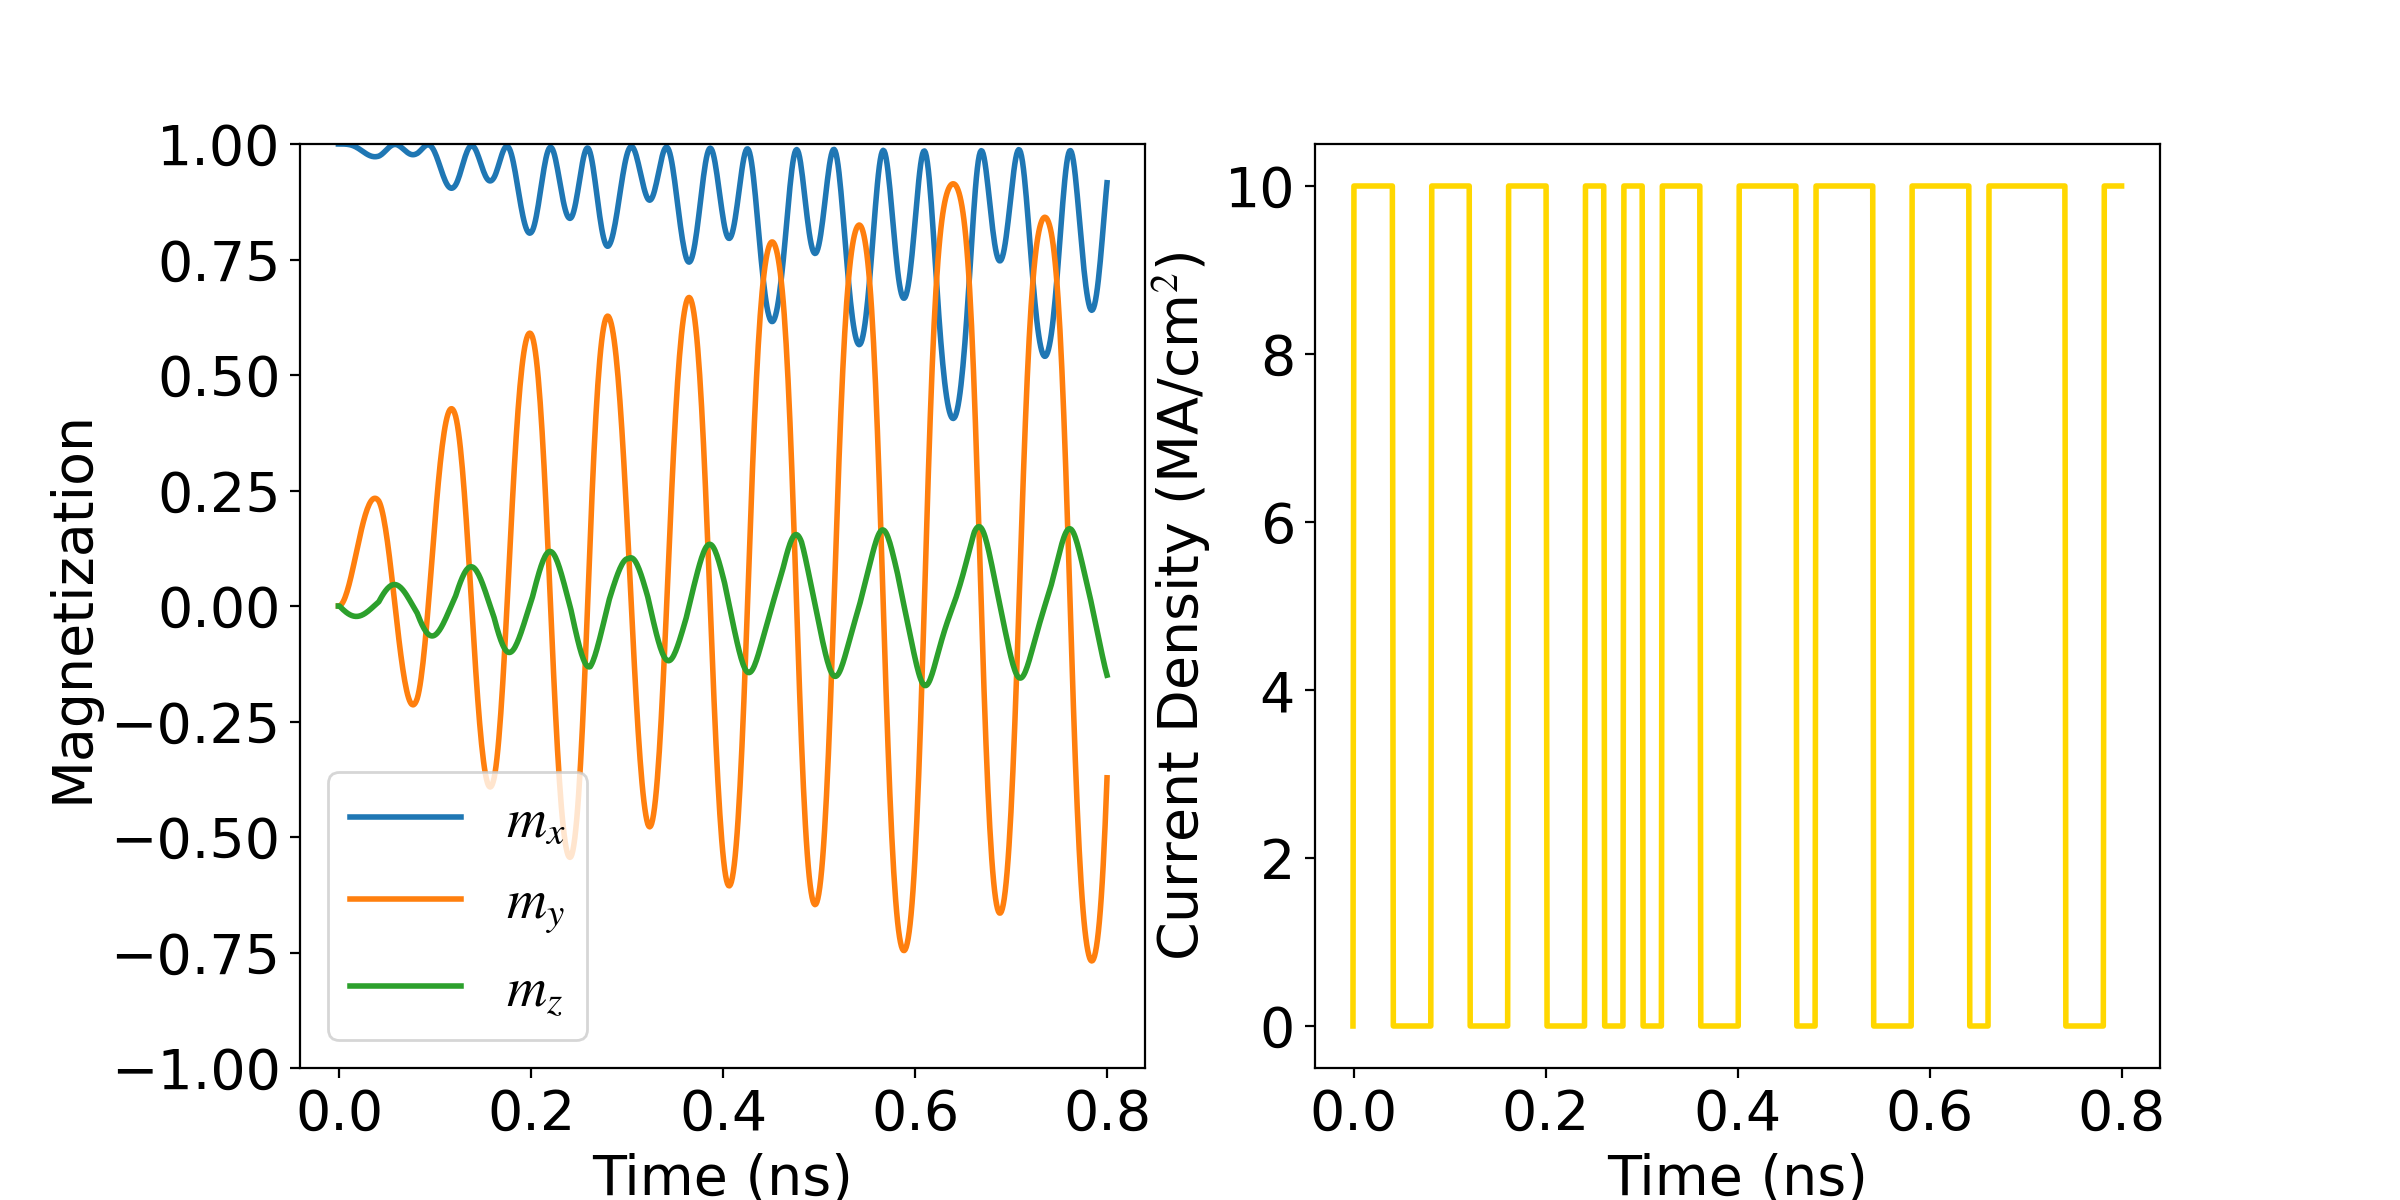 Magnetization
1.00
0.75
0.50
0.25
0.00
−0.25
−0.50
−0.75
−1.00
m_x
m_y
m_z
0.0 0.2 0.4 0.6 0.8
Time (ns)
Current Density (MA/cm²)
10
8
6
4
2
0
0.0 0.2 0.4 0.6 0.8
Time (ns)